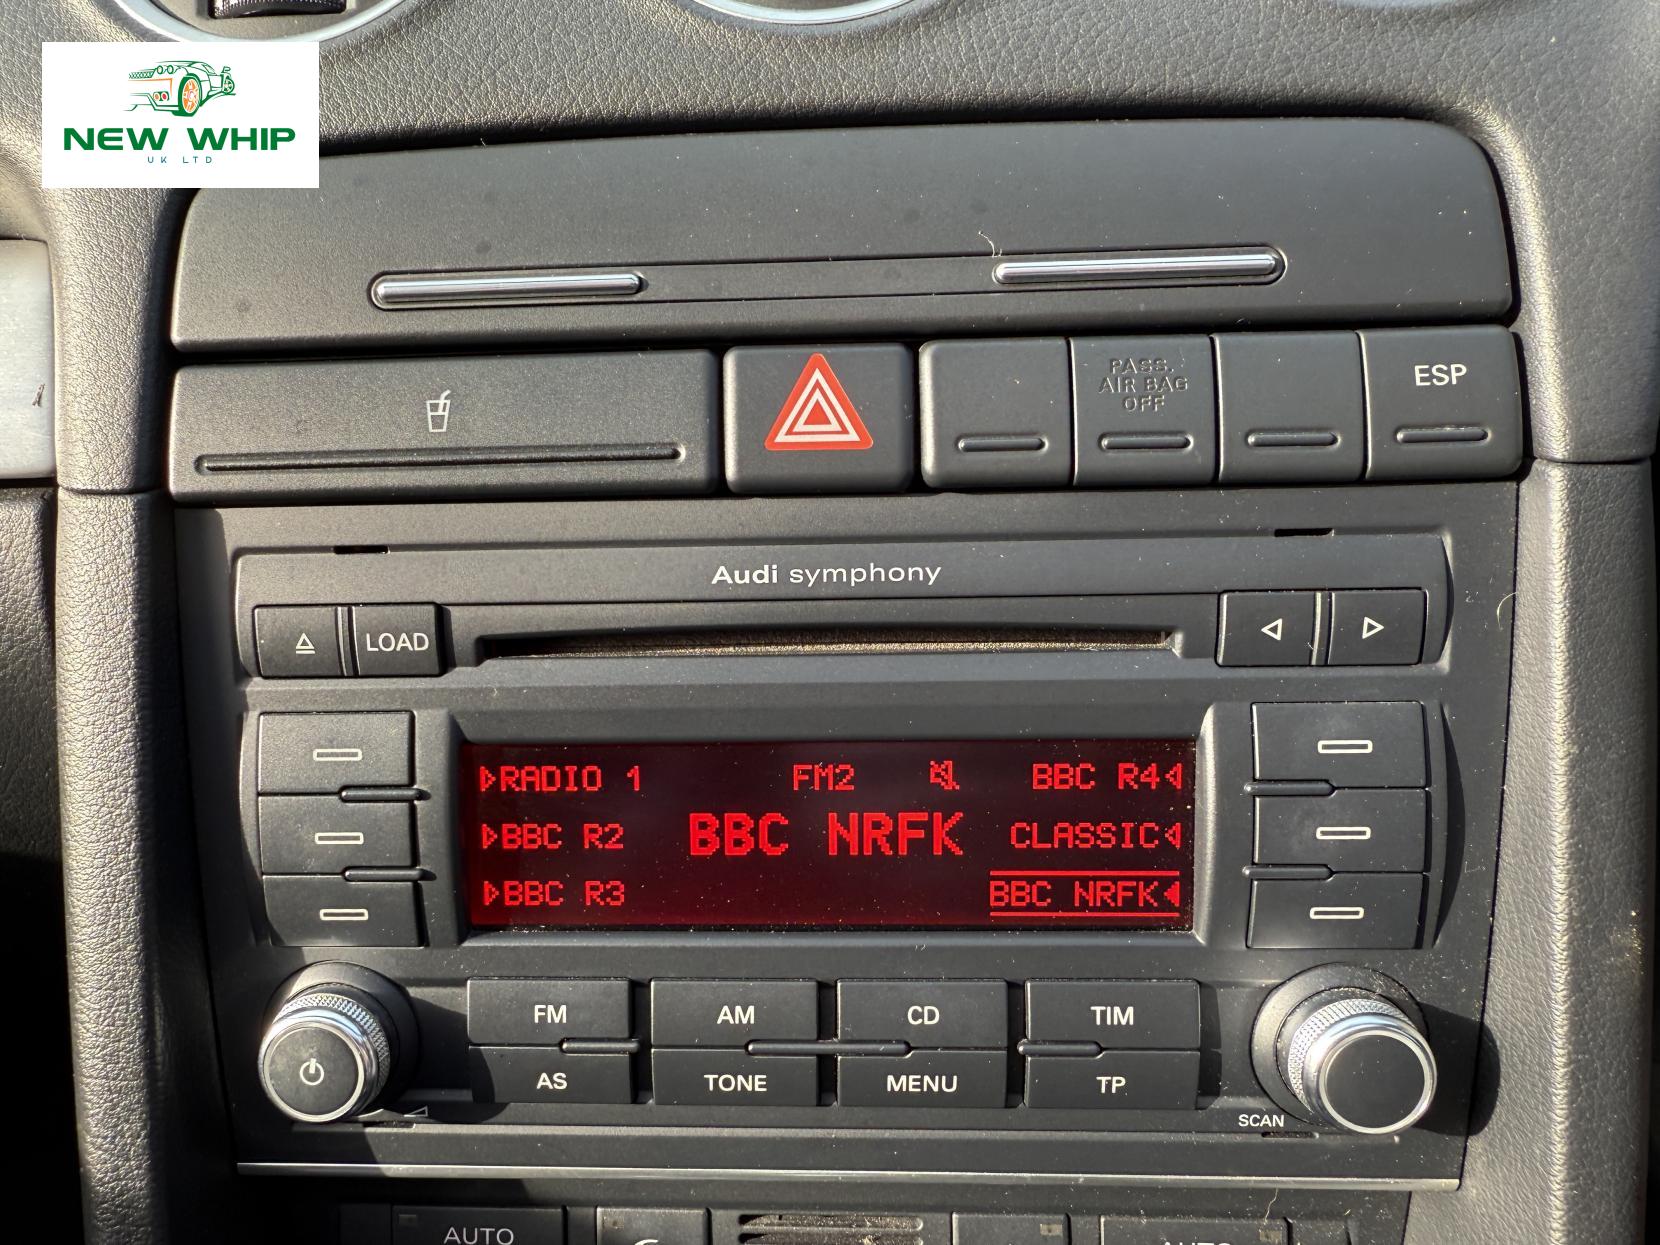 NEW WHIP
UK LTD
PASS.
AIR BAG
OFF
ESP
Audi symphony
LOAD
RADIO 1 FM2 BBC R4
BBC R2 BBC NRFK CLASSIC
BBC R3 BBC NRFK
FM AM CD TIM
AS TONE MENU TP
SCAN
AUTO AUTO